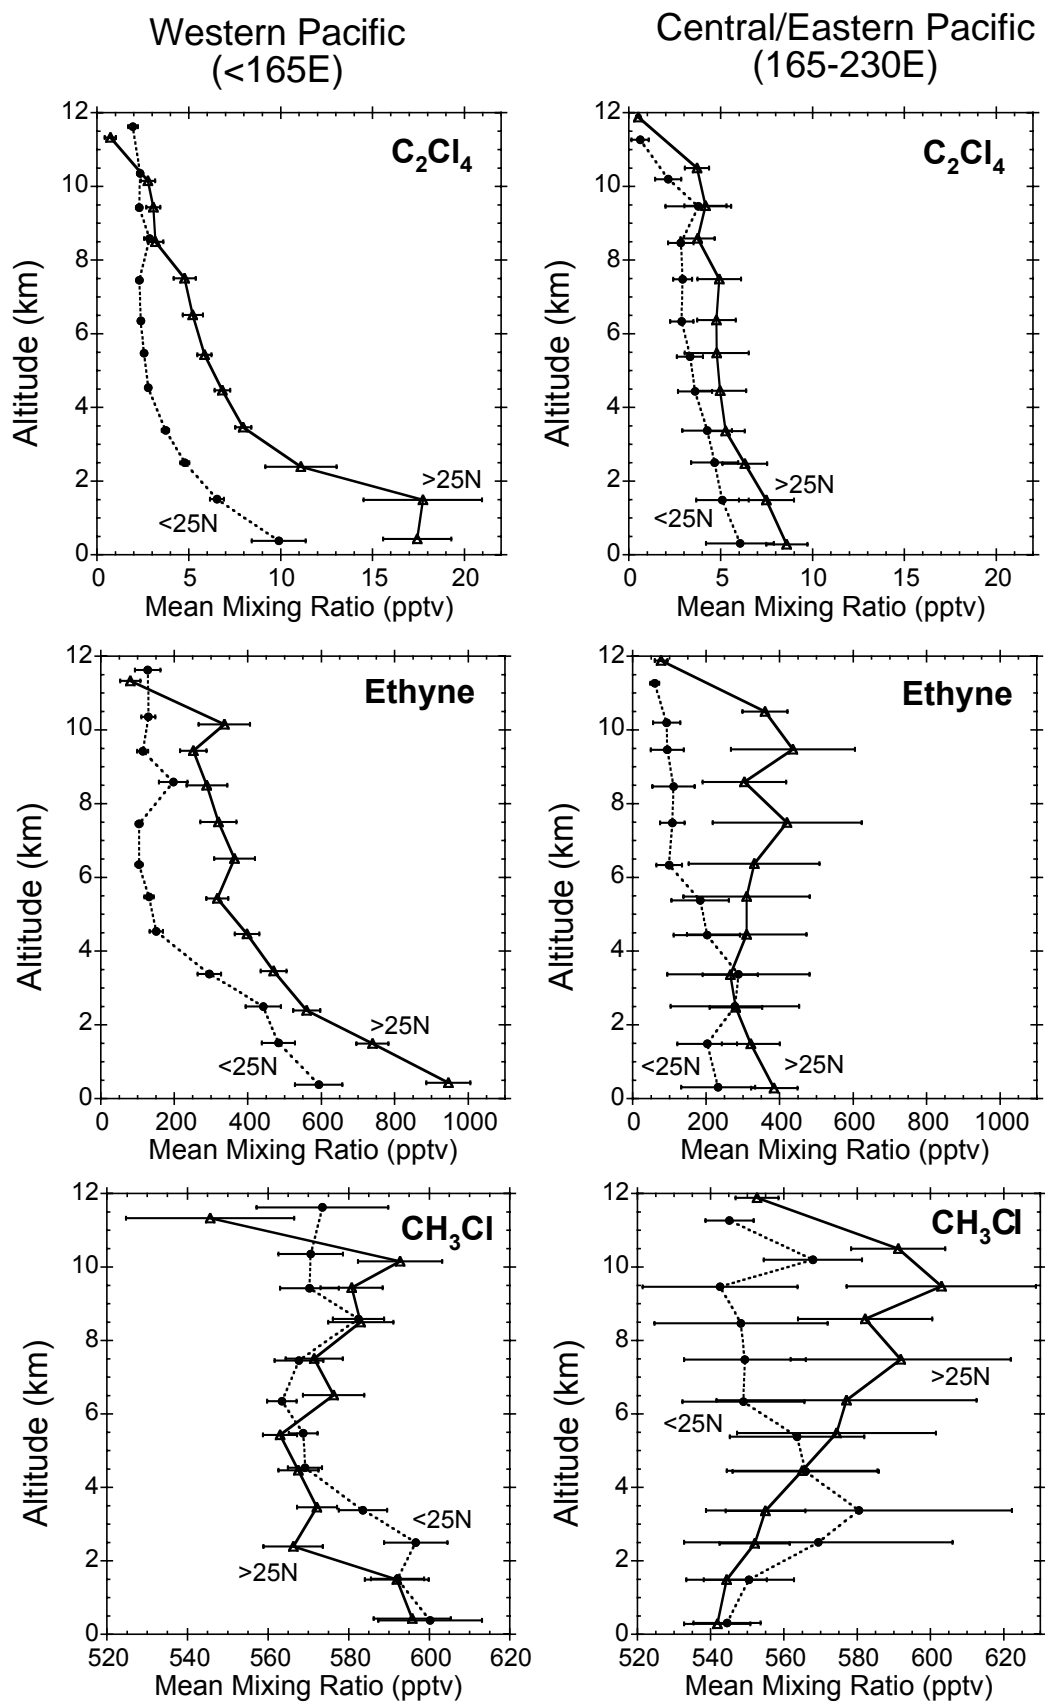 Western Pacific
(<165E)
Central/Eastern Pacific
(165-230E)
Altitude (km)
12
10
8
6
4
2
0
C2Cl4
>25N
<25N
0 5 10 15 20
Mean Mixing Ratio (pptv)
Altitude (km)
12
10
8
6
4
2
0
C2Cl4
>25N
<25N
0 5 10 15 20
Mean Mixing Ratio (pptv)
Altitude (km)
12
10
8
6
4
2
0
Ethyne
>25N
<25N
0 200 400 600 800 1000
Mean Mixing Ratio (pptv)
Altitude (km)
12
10
8
6
4
2
0
Ethyne
<25N
>25N
0 200 400 600 800 1000
Mean Mixing Ratio (pptv)
Altitude (km)
12
10
8
6
4
2
0
CH3Cl
<25N
>25N
520 540 560 580 600 620
Mean Mixing Ratio (pptv)
Altitude (km)
12
10
8
6
4
2
0
CH3Cl
>25N
<25N
520 540 560 580 600 620
Mean Mixing Ratio (pptv)